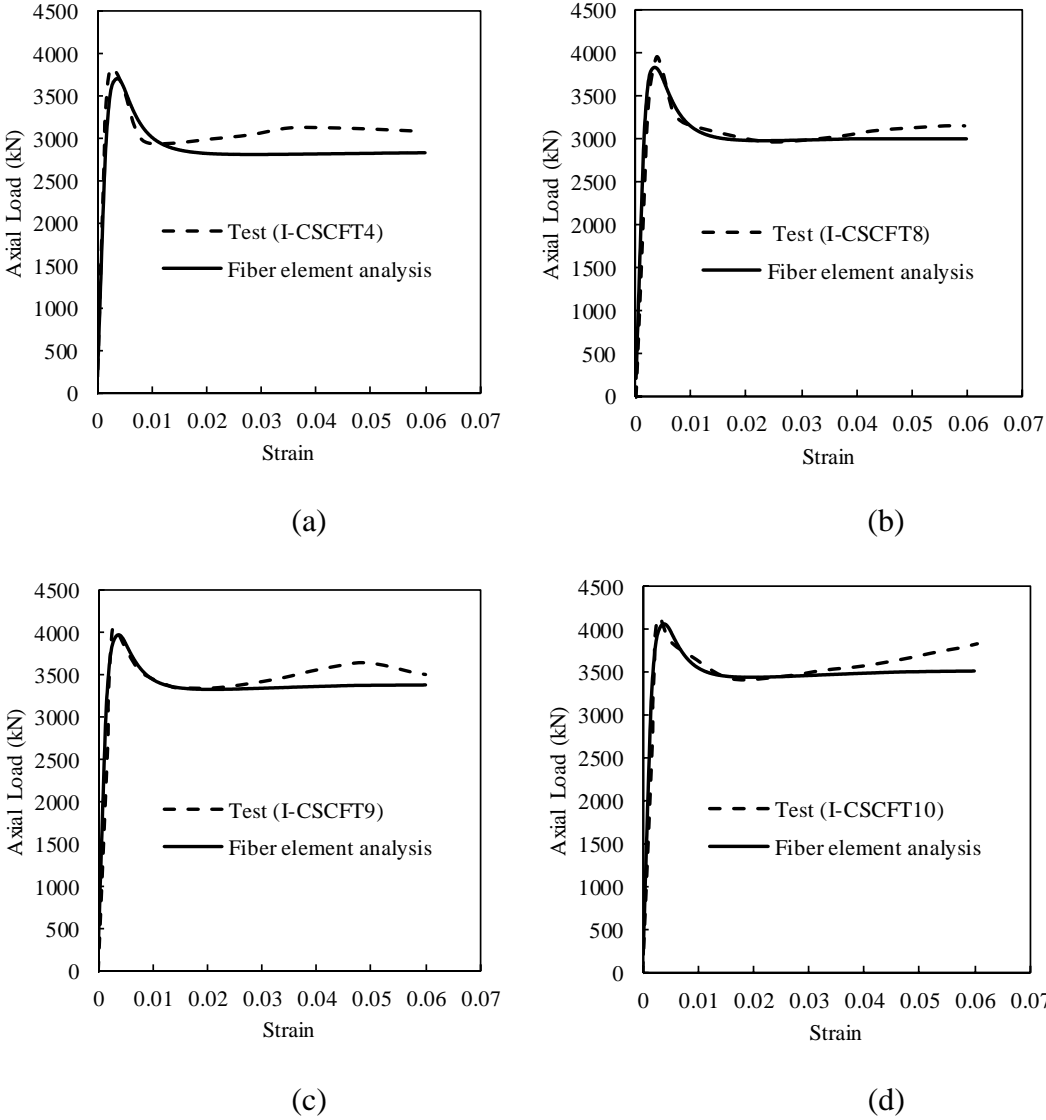 4500
4000
3500
3000
2500
2000
1500
1000
500
0
Axial Load (kN)
Test (I-CSCFT4)
Fiber element analysis
0 0.01 0.02 0.03 0.04 0.05 0.06 0.07
Strain
(a)
4500
4000
3500
3000
2500
2000
1500
1000
500
0
Axial Load (kN)
Test (I-CSCFT8)
Fiber element analysis
0 0.01 0.02 0.03 0.04 0.05 0.06 0.07
Strain
(b)
4500
4000
3500
3000
2500
2000
1500
1000
500
0
Axial Load (kN)
Test (I-CSCFT9)
Fiber element analysis
0 0.01 0.02 0.03 0.04 0.05 0.06 0.07
Strain
(c)
4500
4000
3500
3000
2500
2000
1500
1000
500
0
Axial Load (kN)
Test (I-CSCFT10)
Fiber element analysis
0 0.01 0.02 0.03 0.04 0.05 0.06 0.07
Strain
(d)